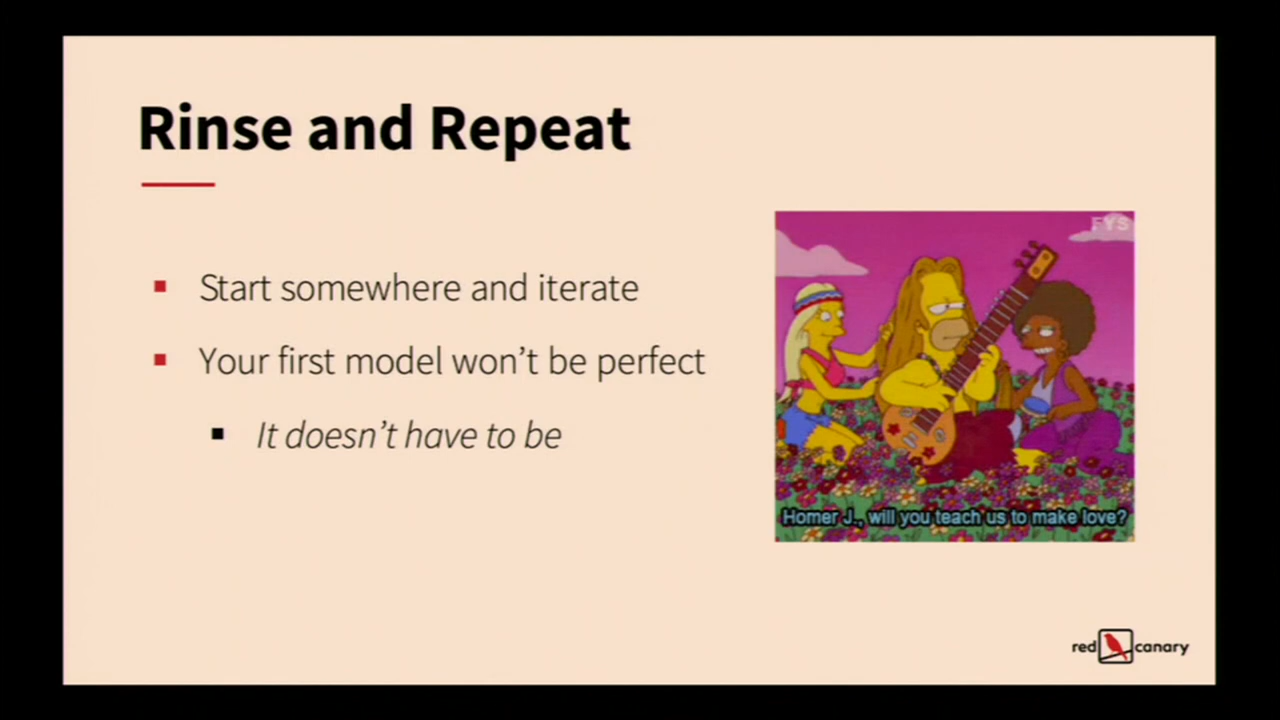 Rinse and Repeat
Start somewhere and iterate
Your first model won’t be perfect
It doesn’t have to be
FYS
Homer J., will you teach us to make love?
red canary